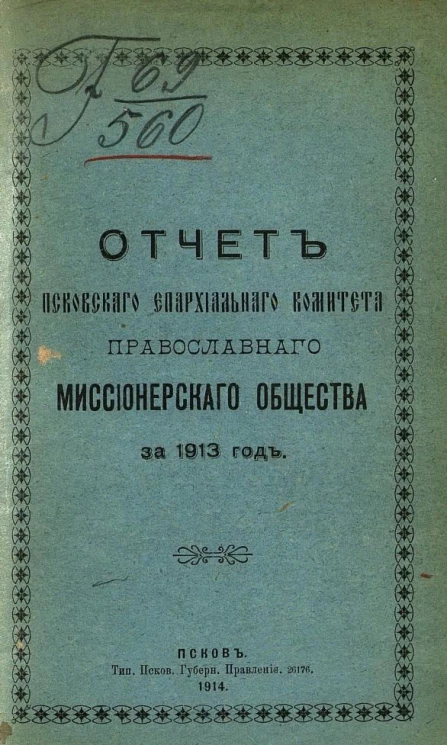 F 69
560
ОТЧЕТЪ
ПСКОВСКАГО ЕПАРХІАЛЬНАГО КОМИТЕТА
ПРАВОСЛАВНАГО
МИССІОНЕРСКАГО ОБЩЕСТВА
за 1913 годъ.
ПСКОВЪ.
Тип. Псков. Губерн. Правленія. 26176.
1914.